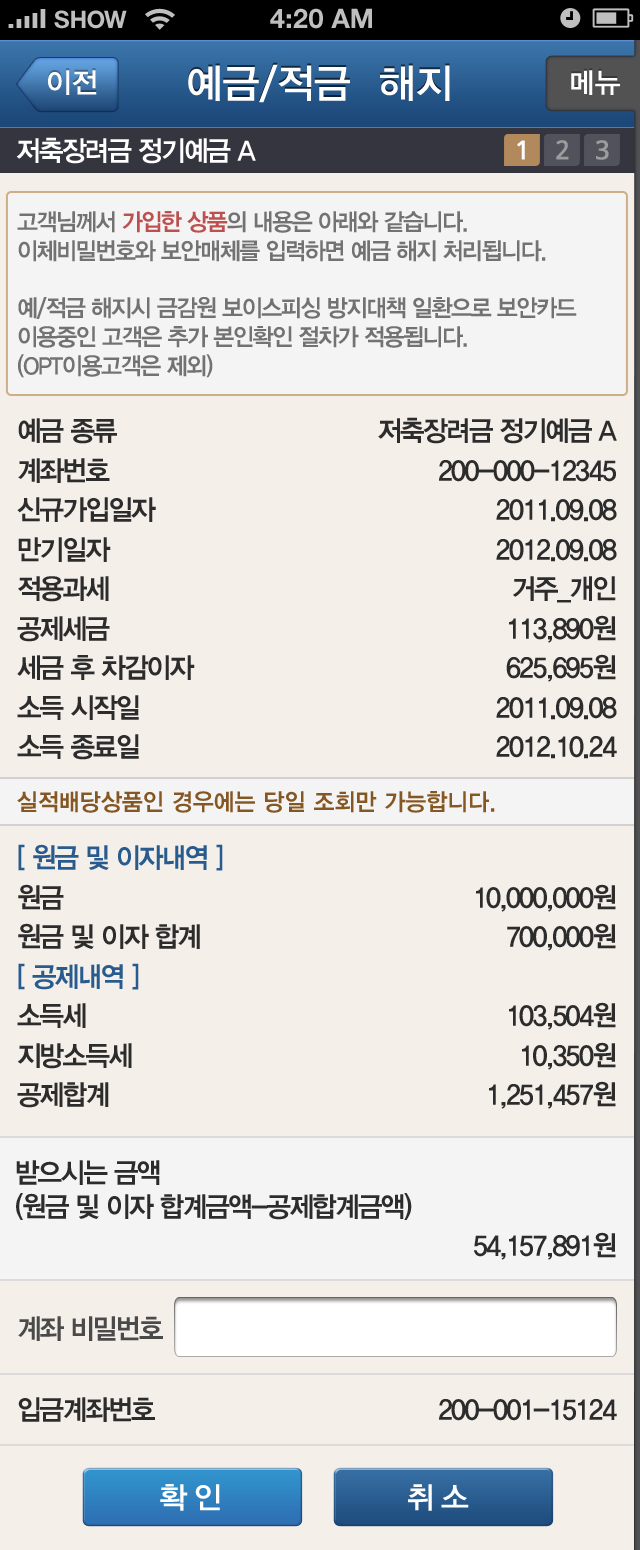 SHOW 4:20 AM
이전 예금/적금 해지 메뉴
저축장려금 정기예금 A 1 2 3
고객님께서 가입한 상품의 내용은 아래와 같습니다.
이체비밀번호와 보안매체를 입력하면 예금 해지 처리됩니다.
예/적금 해지시 금감원 보이스피싱 방지대책 일환으로 보안카드
이용중인 고객은 추가 본인확인 절차가 적용됩니다.
(OPT이용고객은 제외)
예금 종류 저축장려금 정기예금 A
계좌번호 200-000-12345
신규가입일자 2011.09.08
만기일자 2012.09.08
적용과세 거주_개인
공제세금 113,890원
세금 후 차감이자 625,695원
소득 시작일 2011.09.08
소득 종료일 2012.10.24
실적배당상품인 경우에는 당일 조회만 가능합니다.
[ 원금 및 이자내역 ]
원금 10,000,000원
원금 및 이자 합계 700,000원
[ 공제내역 ]
소득세 103,504원
지방소득세 10,350원
공제합계 1,251,457원
받으시는 금액
(원금 및 이자 합계금액-공제합계금액)
54,157,891원
계좌 비밀번호
입금계좌번호 200-001-15124
확인 취소